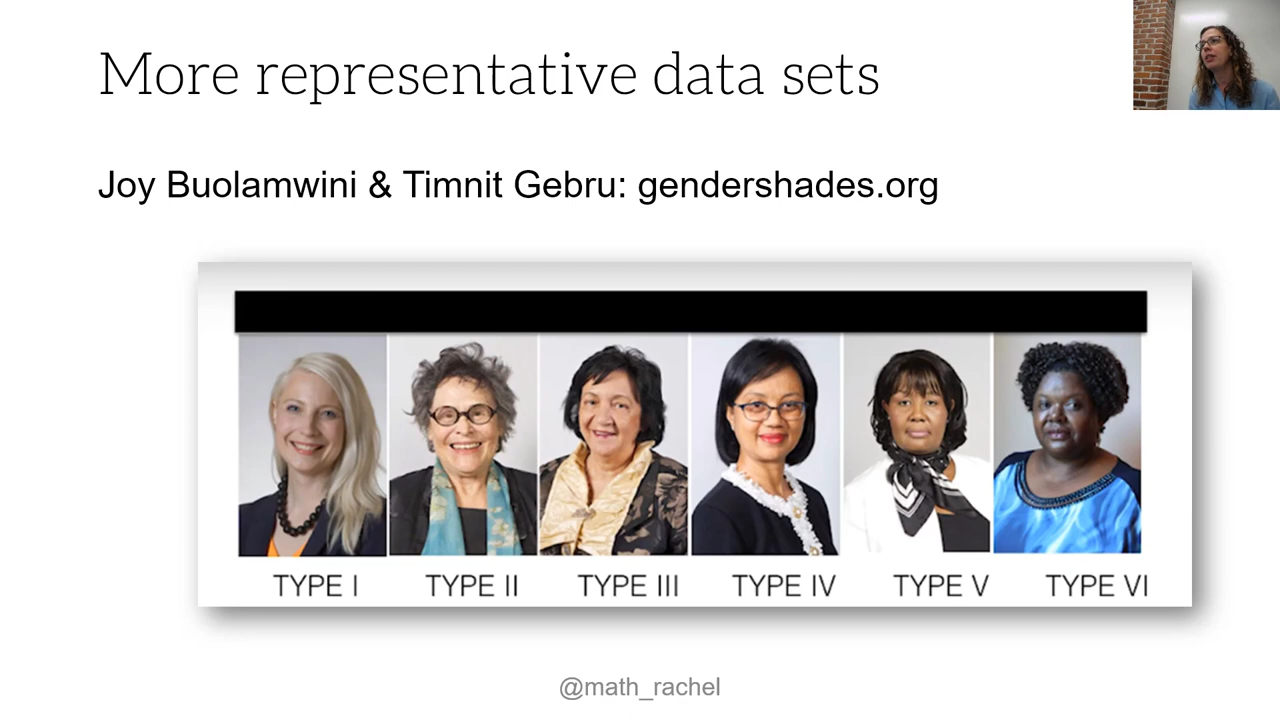 More representative data sets
Joy Buolamwini & Timnit Gebru: gendershades.org
TYPE I TYPE II TYPE III TYPE IV TYPE V TYPE VI
@math_rachel